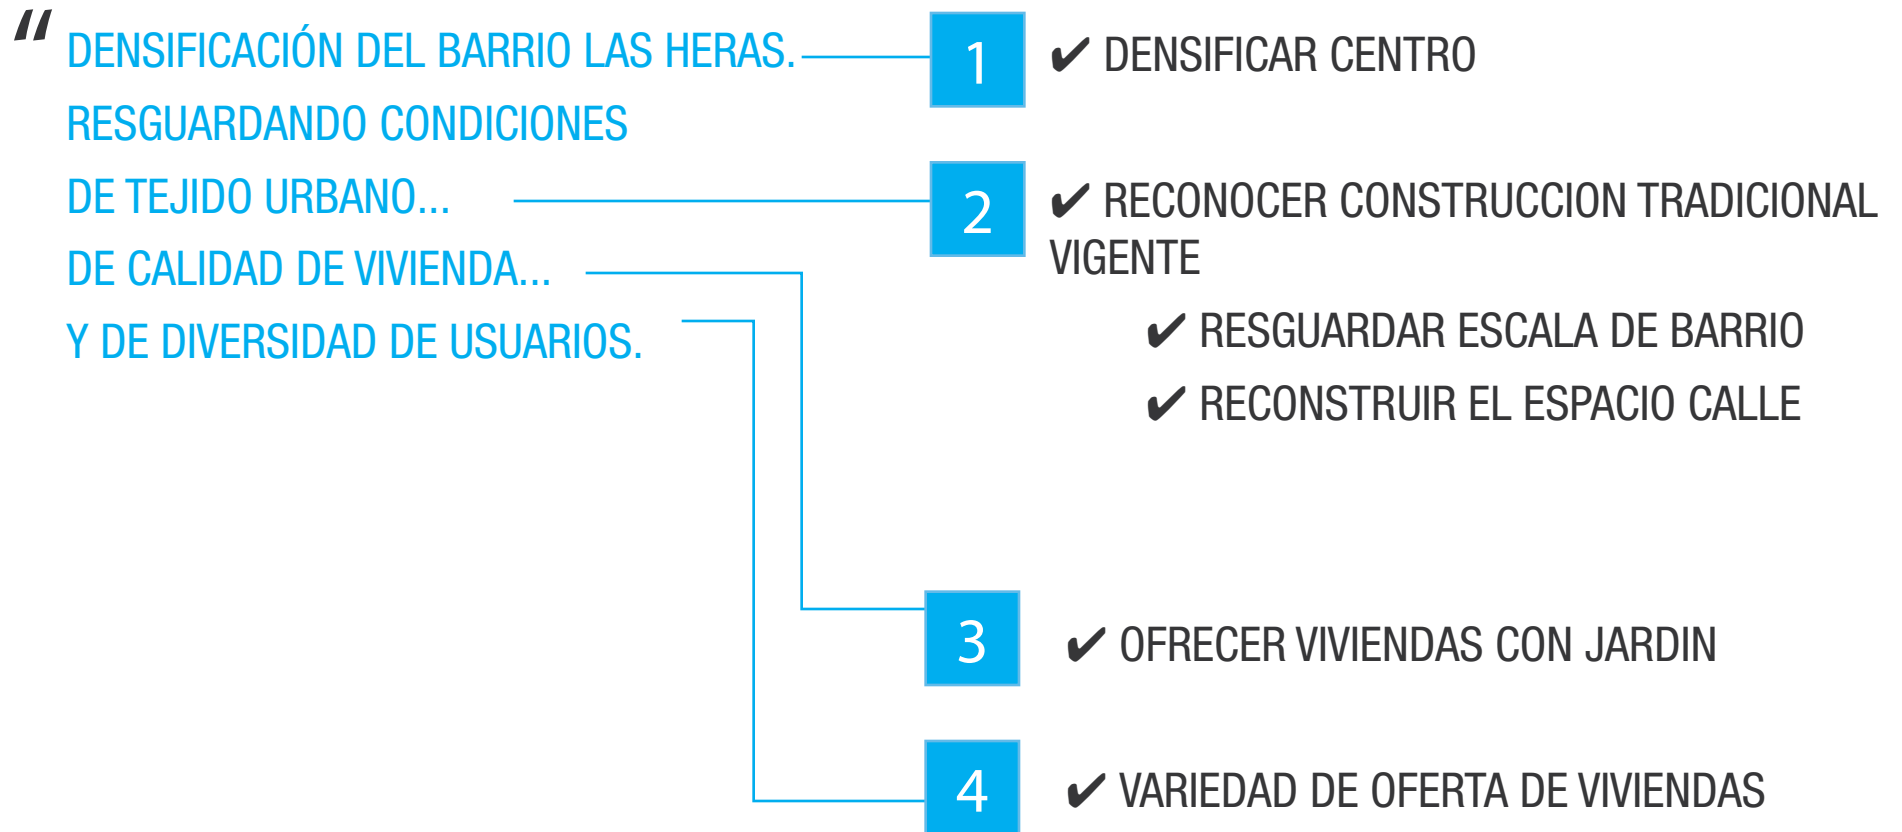 “
DENSIFICACIÓN DEL BARRIO LAS HERAS.
RESGUARDANDO CONDICIONES
DE TEJIDO URBANO...
DE CALIDAD DE VIVIENDA...
Y DE DIVERSIDAD DE USUARIOS.
1
✔ DENSIFICAR CENTRO
2
✔ RECONOCER CONSTRUCCION TRADICIONAL
VIGENTE
✔ RESGUARDAR ESCALA DE BARRIO
✔ RECONSTRUIR EL ESPACIO CALLE
3
✔ OFRECER VIVIENDAS CON JARDIN
4
✔ VARIEDAD DE OFERTA DE VIVIENDAS